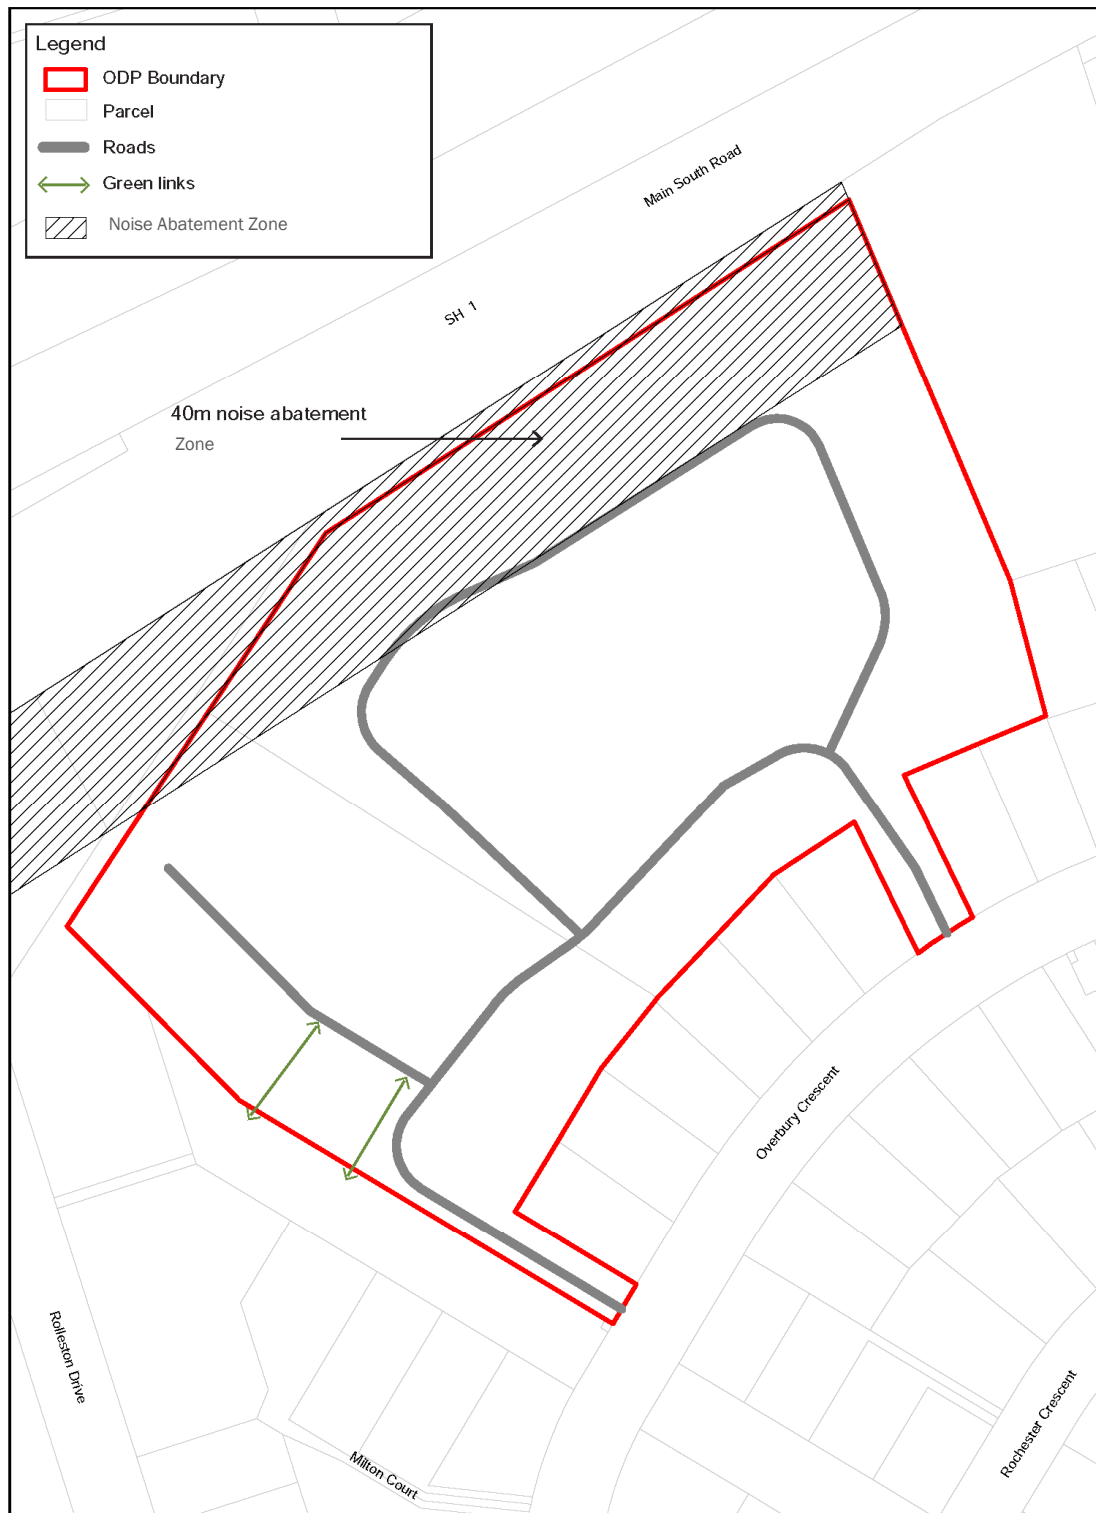 Legend
ODP Boundary
Parcel
Roads
Green links
Noise Abatement Zone
Main South Road
SH 1
40m noise abatement
Zone
Overbury Crescent
Rolleston Drive
Rochester Crescent
Milton Court